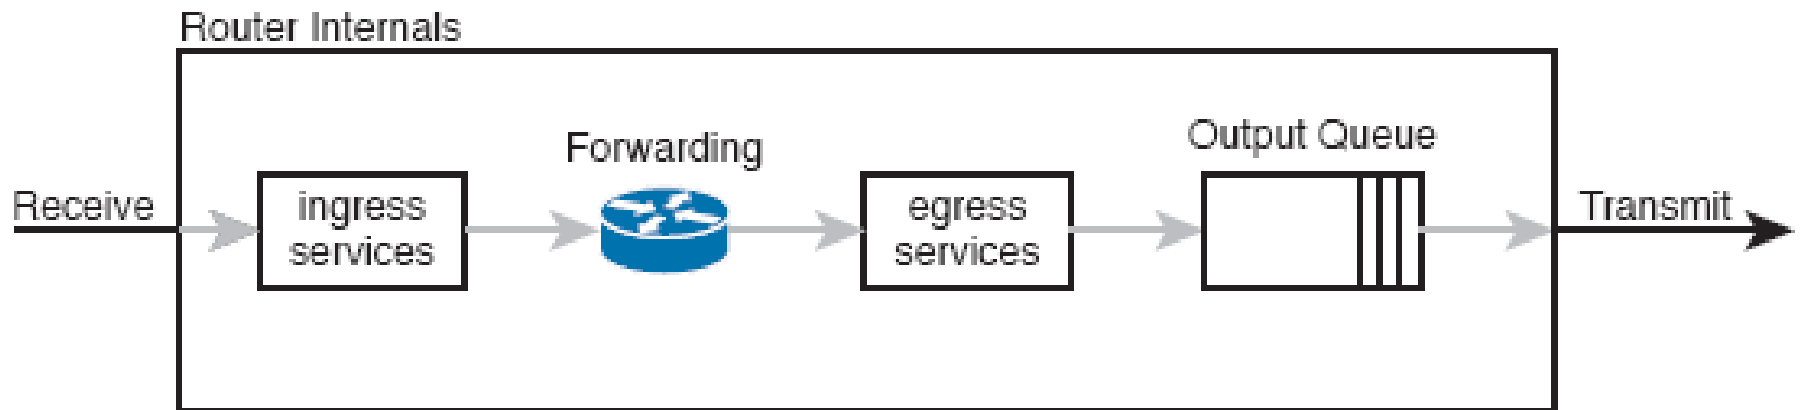 Router Internals
Receive
ingress
services
Forwarding
egress
services
Output Queue
Transmit